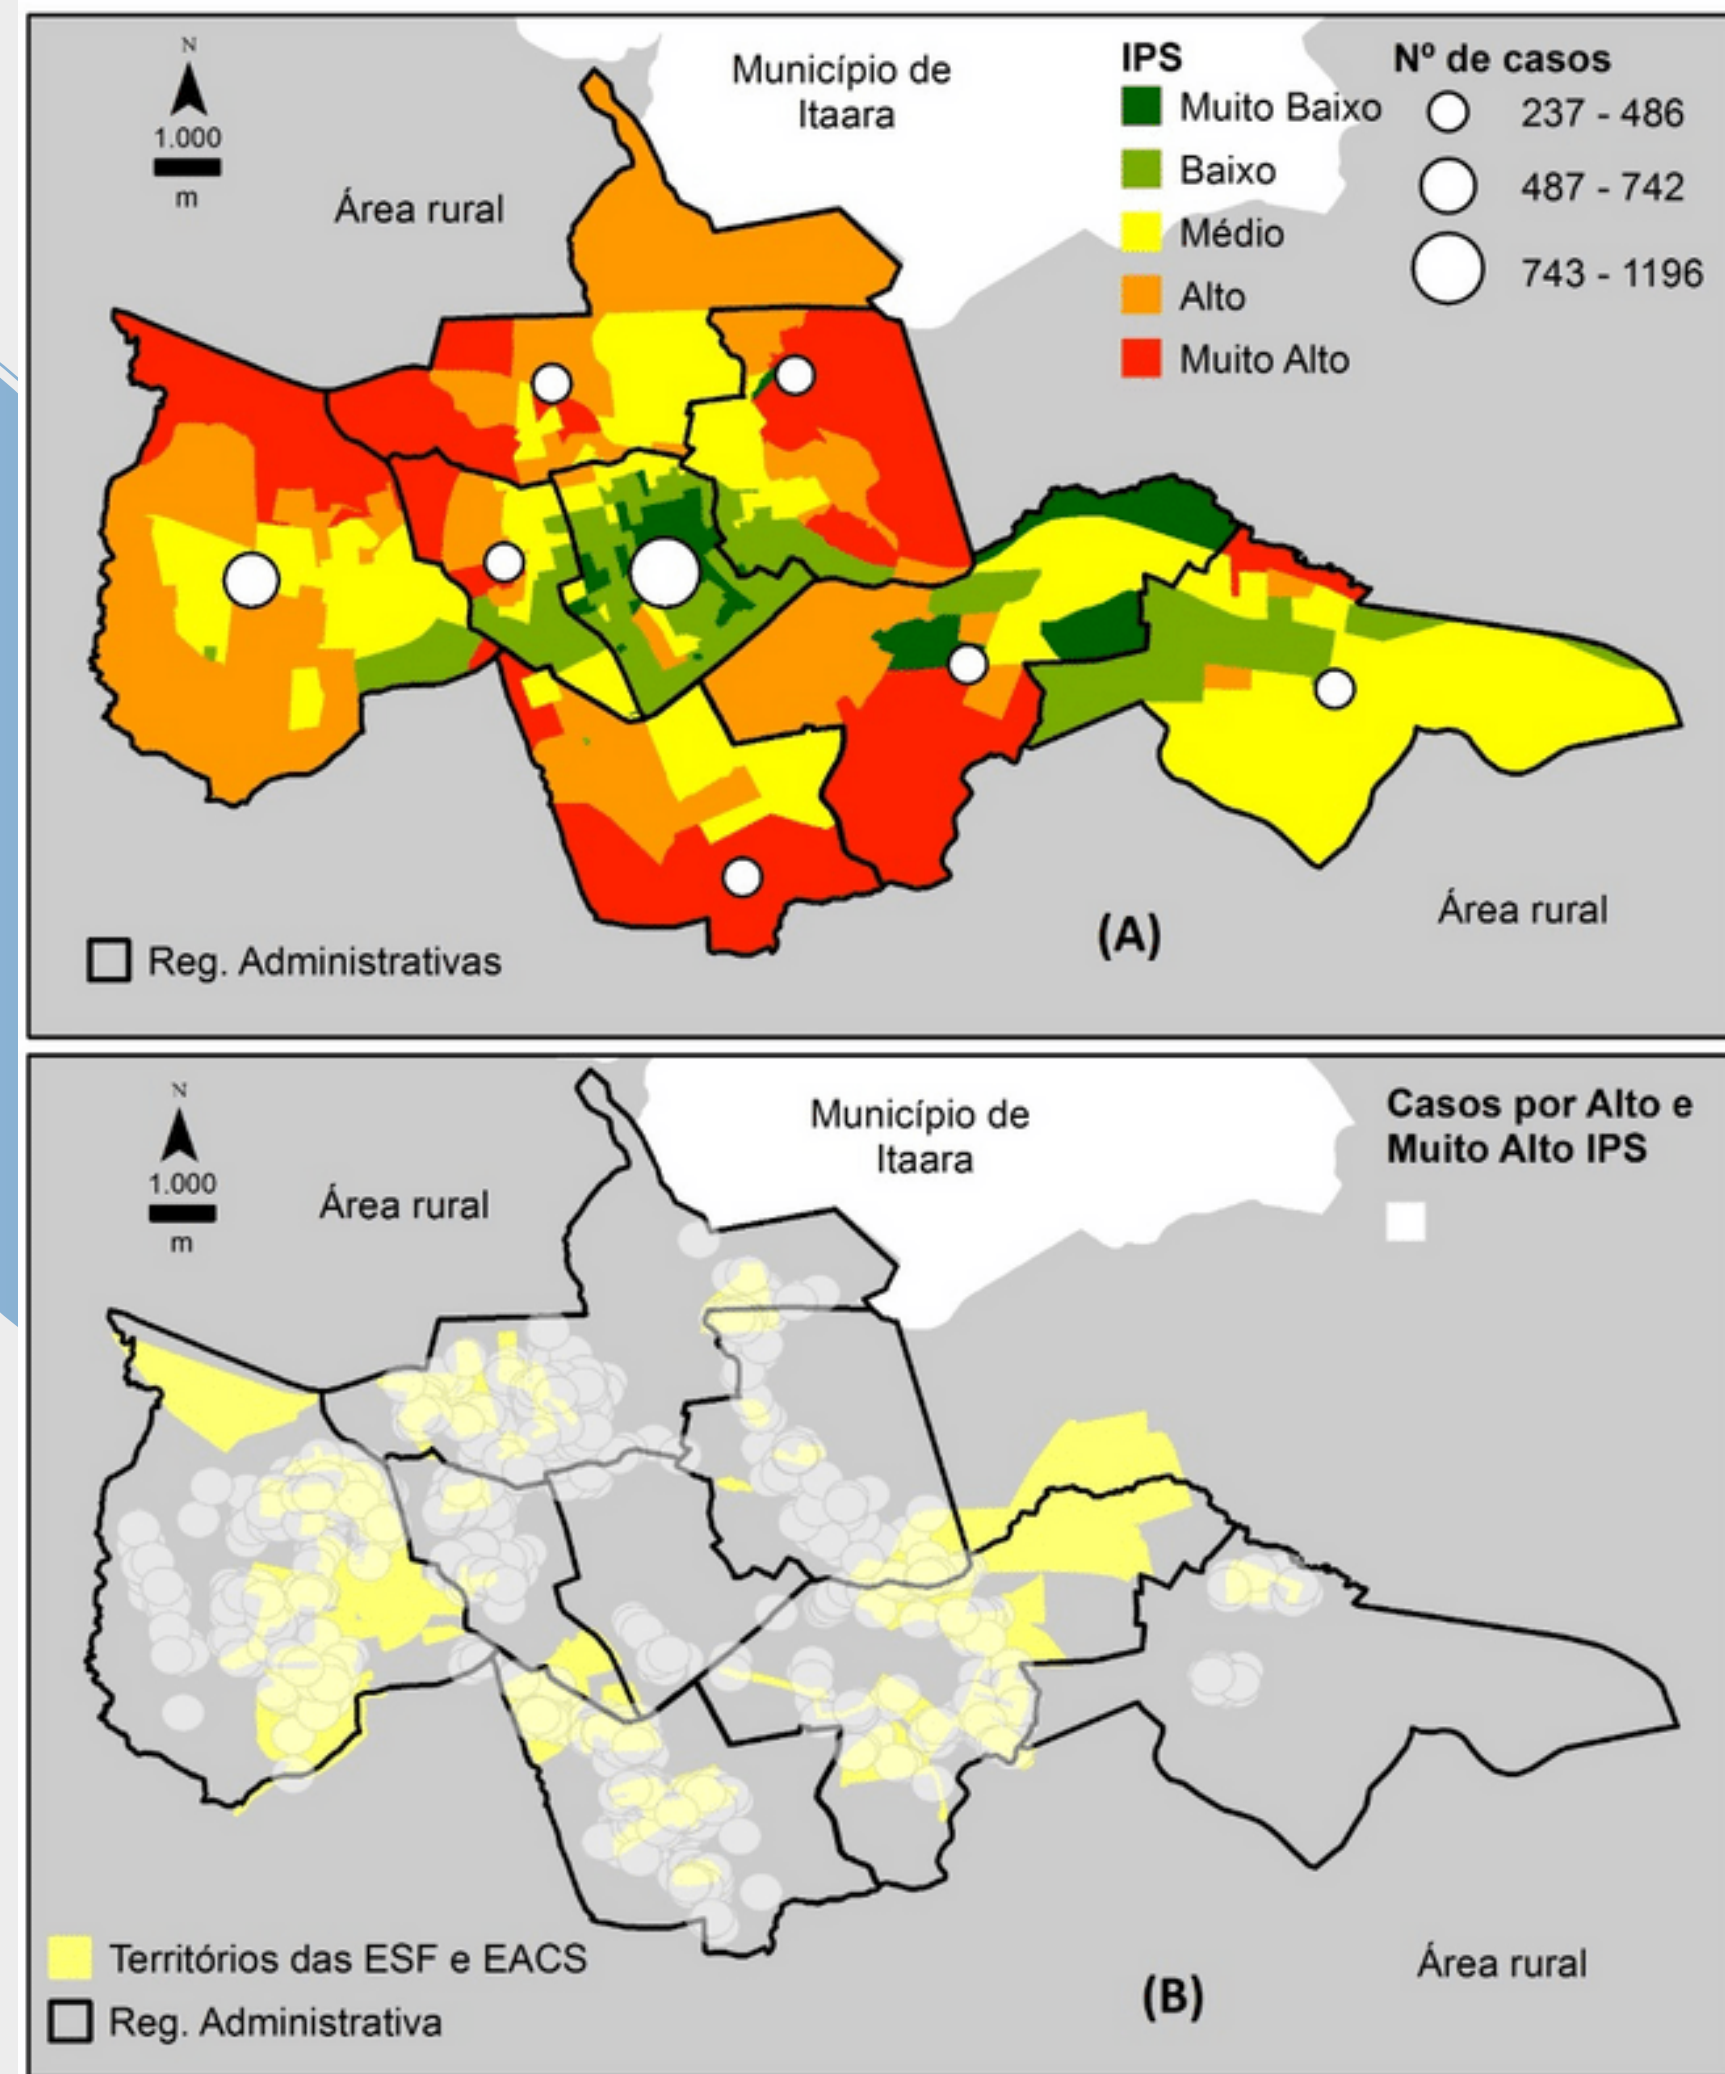 N
1.000
m
Área rural
Município de
Itaara
IPS
Muito Baixo
Baixo
Médio
Alto
Muito Alto
Nº de casos
237 - 486
487 - 742
743 - 1196
Área rural
(A)
Reg. Administrativas
N
1.000
m
Área rural
Município de
Itaara
Casos por Alto e
Muito Alto IPS
Territórios das ESF e EACS
Reg. Administrativa
(B)
Área rural